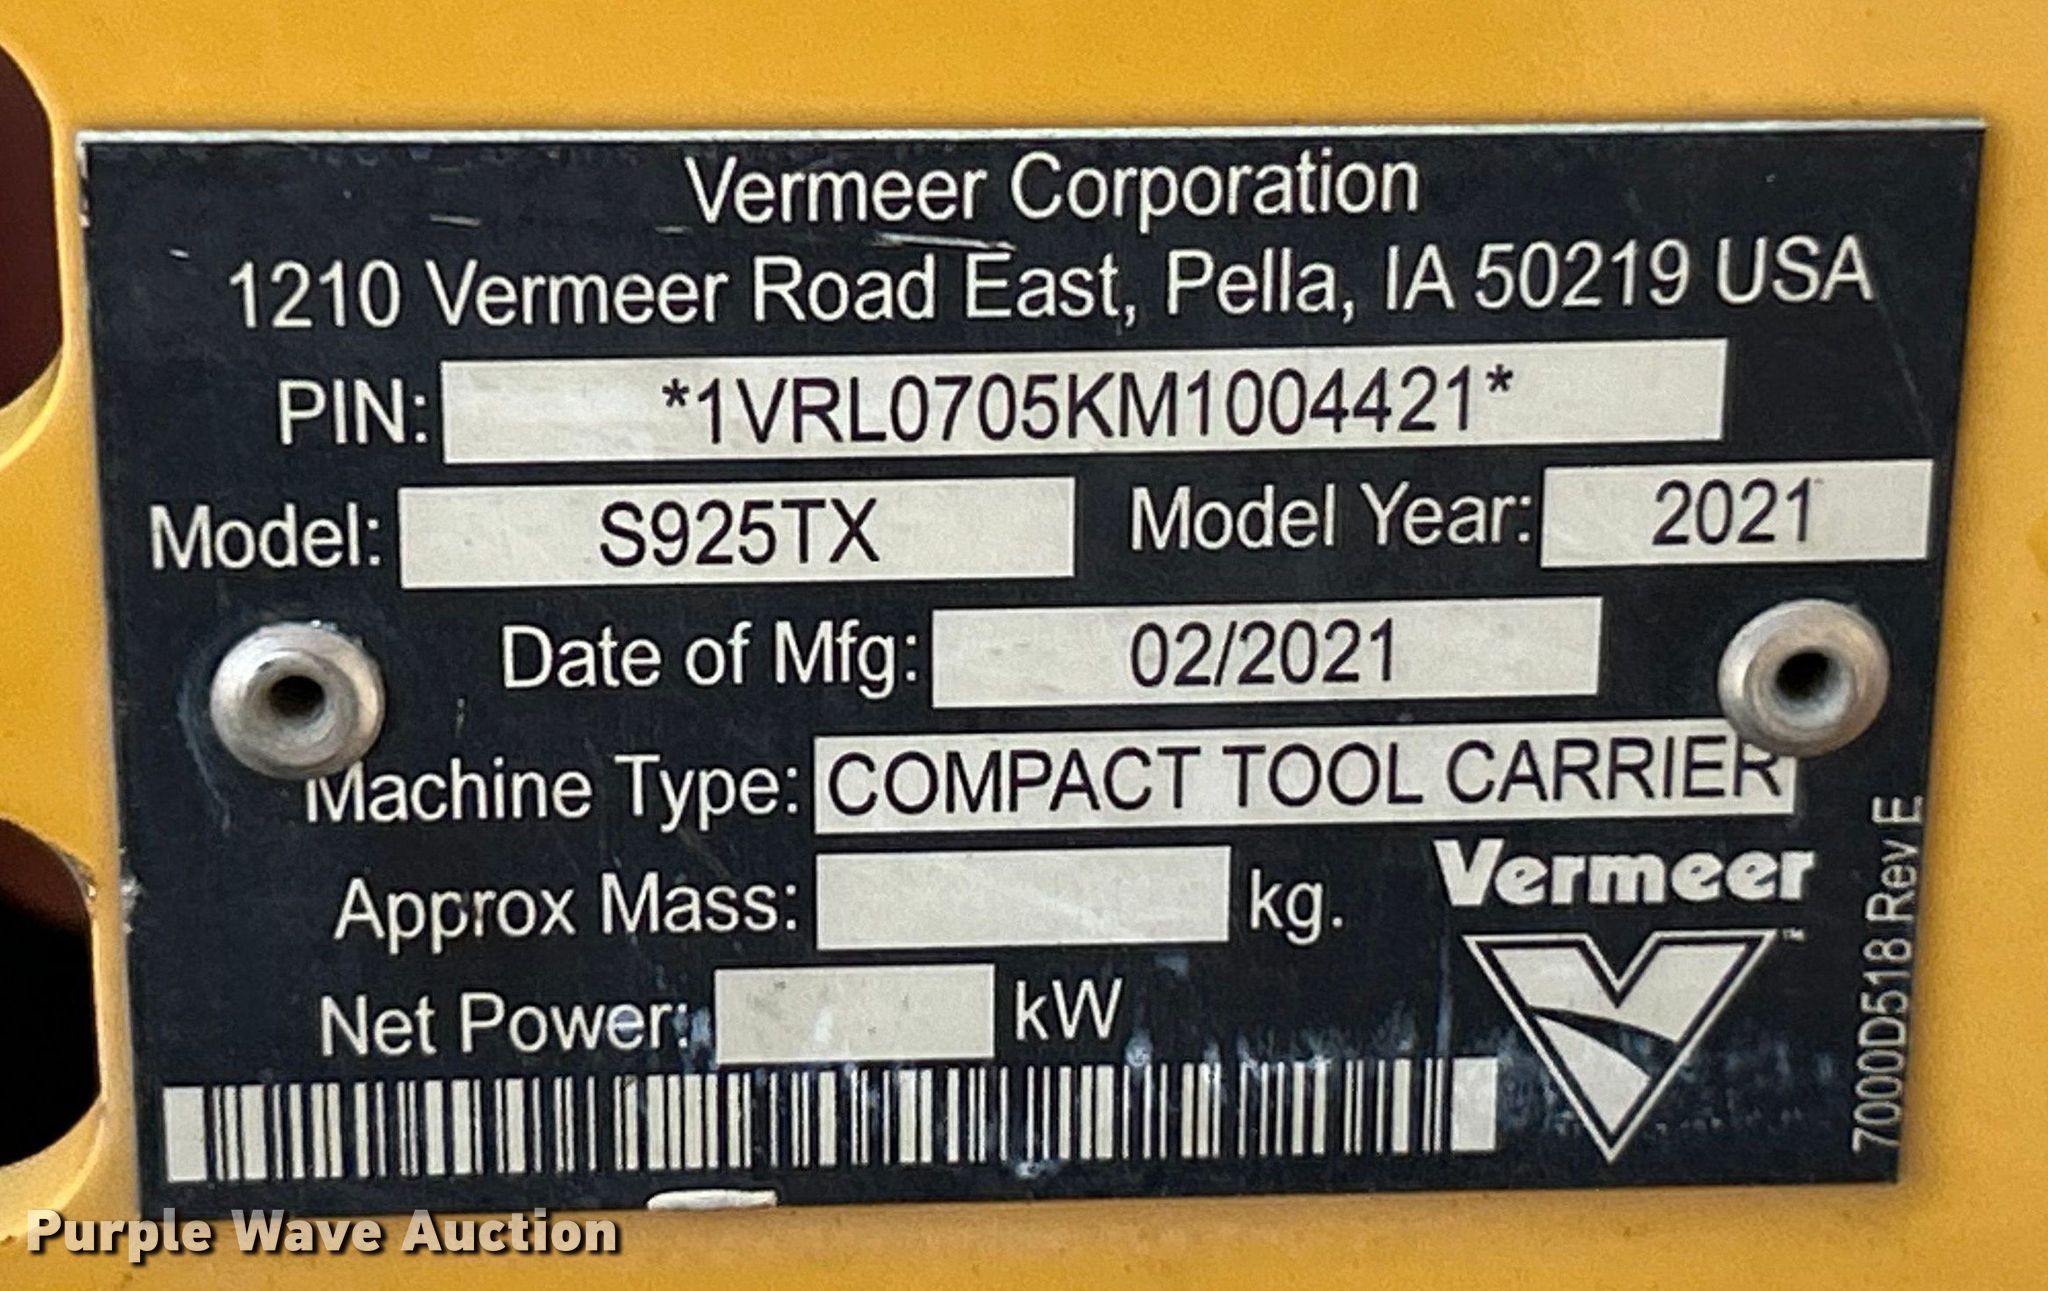 Vermeer Corporation
1210 Vermeer Road East, Pella, IA 50219 USA
PIN: *1VRL0705KM1004421*
Model: S925TX Model Year: 2021
Date of Mfg: 02/2021
Machine Type: COMPACT TOOL CARRIER
Approx Mass: kg.
Net Power: kW
Vermeer
™
7000D518 Rev E
Purple Wave Auction